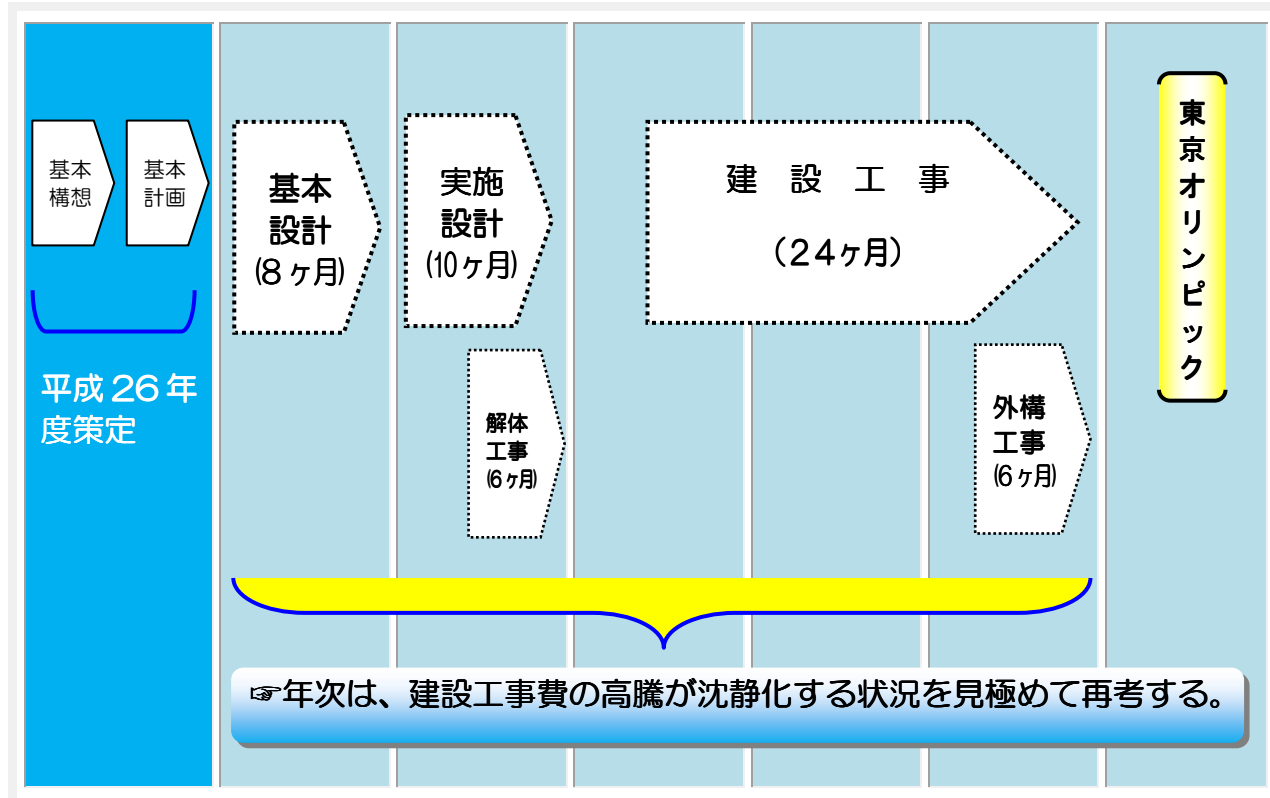 基本
構想
基本
計画
平成26年
度策定
基本
設計
(8ヶ月)
実施
設計
(10ヶ月)
解体
工事
(6ヶ月)
建 設 工 事
(24ヶ月)
外構
工事
(6ヶ月)
東京オリンピック
☞年次は、建設工事費の高騰が沈静化する状況を見極めて再考する。